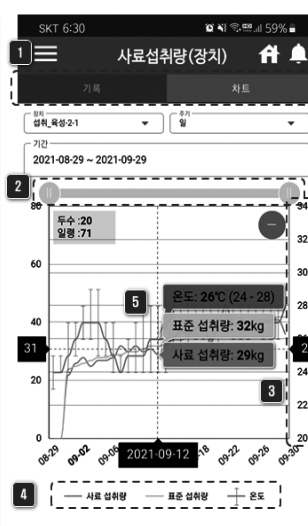 SKT 6:30 59%
1
사료섭취량(장치)
기록 차트
장치 주기
섭취_육성-2-1 일
기간
2021-08-29 ~ 2021-09-29
2
80 34
두수 :20
일령 :71
32
60 30
5 온도: 26°C (24 - 28) 28
40 표준 섭취량: 32kg
31 사료 섭취량: 29kg 2
24
20 3
22
0 20
08-29 09-02 09-06 2021-09-12 -18 09-22 09-26 09-30
4 사료 섭취량 표준 섭취량 온도